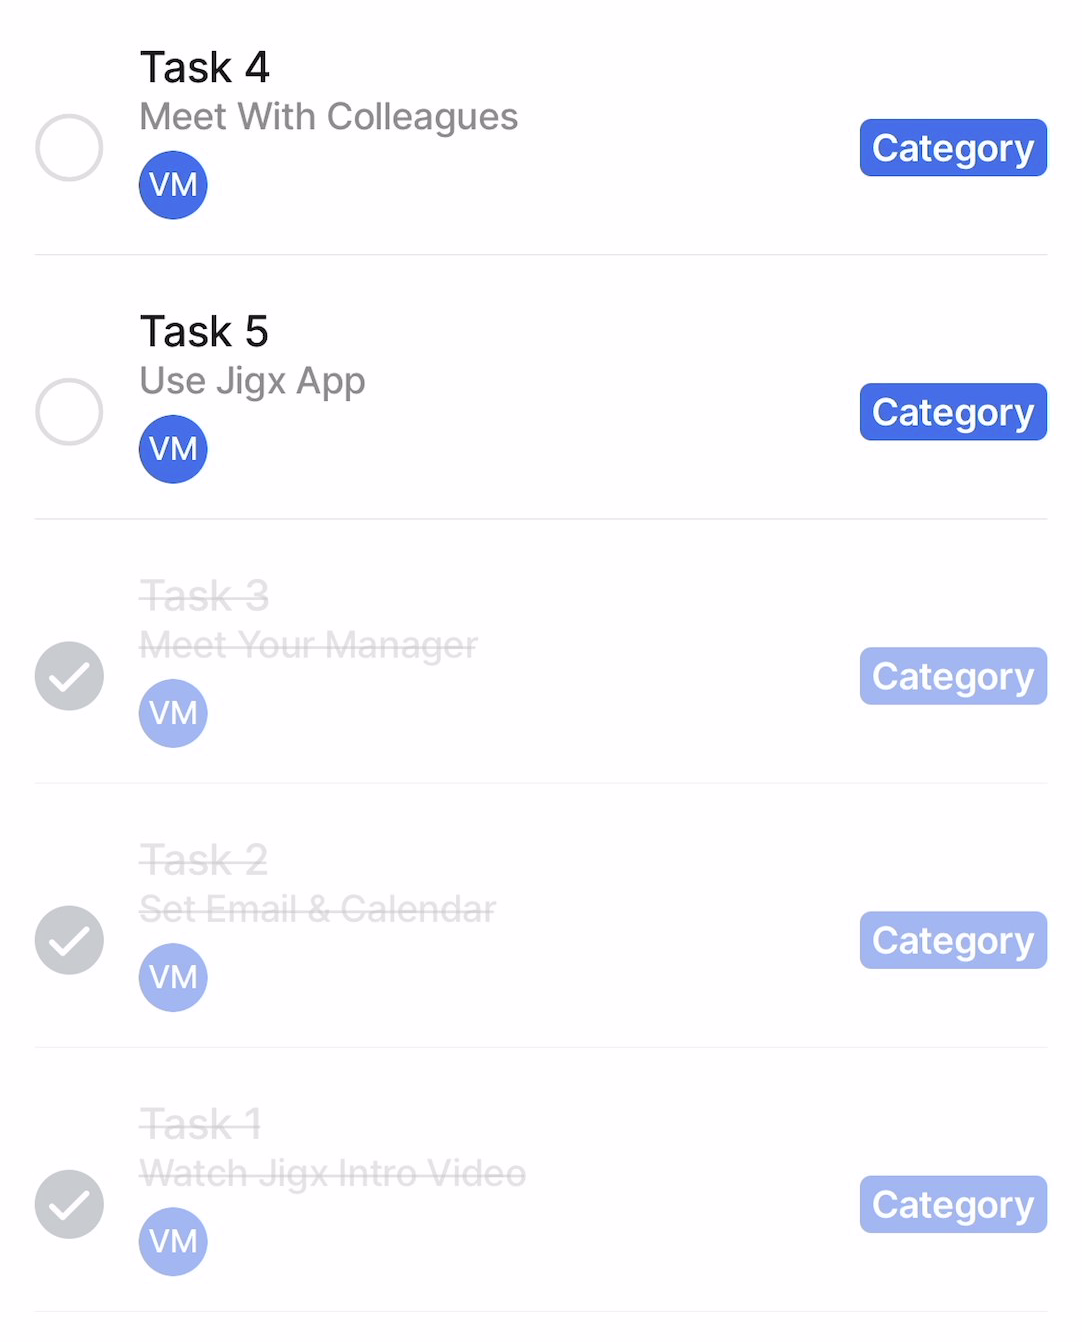 Task 4
Meet With Colleagues
VM
Category
Task 5
Use Jigx App
VM
Category
Task 3
Meet Your Manager
VM
Category
Task 2
Set Email & Calendar
VM
Category
Task 1
Watch Jigx Intro Video
VM
Category